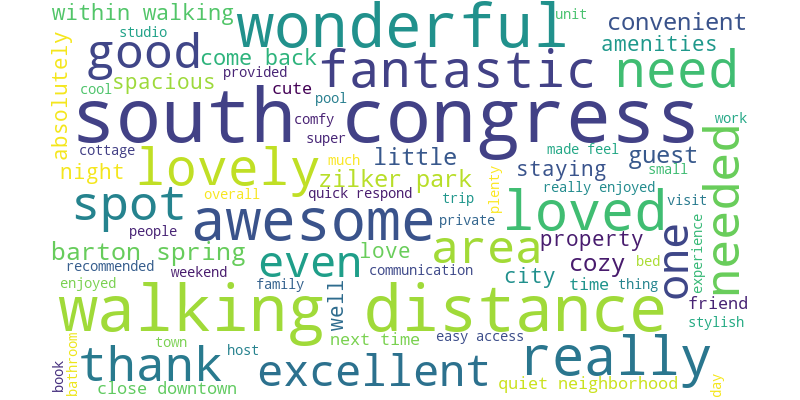 within walking
wonderful
unit
convenient
studio
good
come back
amenities
absolutely
provided
fantastic
need
spacious
cool
cute
pool
south congress
comfy
work
super
cottage
made feel
lovely
much
little
guest
night
zilker park
staying
small
needed
overall
quick respond
really enjoyed
plenty
spot
trip
loved
visit
awesome
private
people
area
property
one
experience
barton spring
even
love
cozy
bed
recommended
weekend
communication
city
time
thing
enjoyed
family
well
walking distance
friend
stylish
easy access
town
host
next time
thank
excellent
really
bathroom
book
close downtown
quiet neighborhood
day